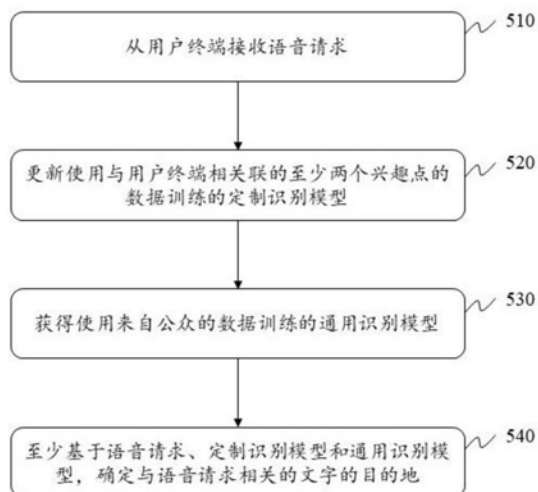 510
从用户终端接收语音请求
520
更新使用与用户终端相关联的至少两个兴趣点的
数据训练的定制识别模型
530
获得使用来自公众的数据训练的通用识别模型
540
至少基于语音请求、定制识别模型和通用识别模
型，确定与语音请求相关的文字的目的地